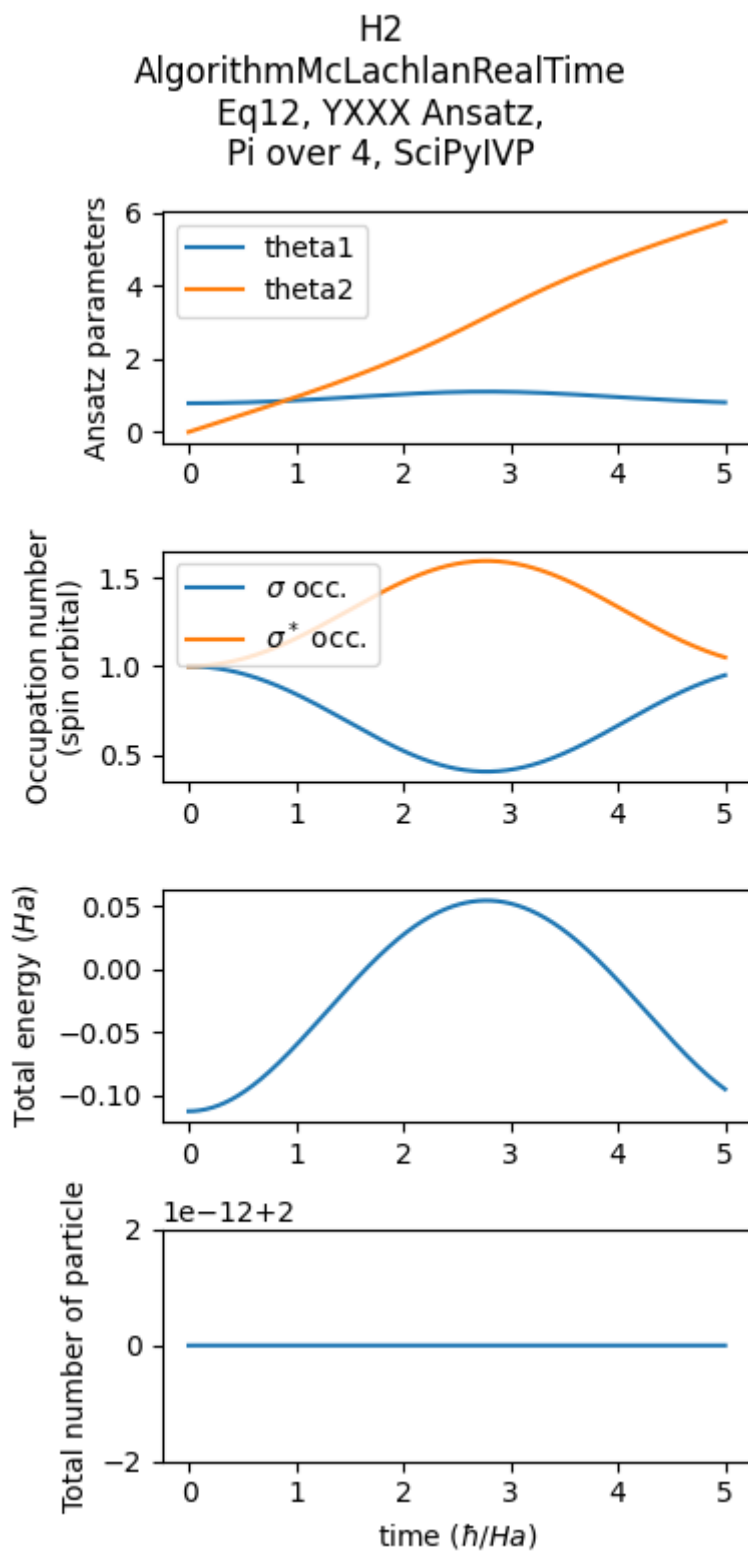 H2
AlgorithmMcLachlanRealTime
Eq12, YXXX Ansatz,
Pi over 4, SciPyIVP
Ansatz parameters
6
4
2
0
theta1
theta2
0 1 2 3 4 5
Occupation number
(spin orbital)
1.5
1.0
0.5
σ occ.
σ* occ.
0 1 2 3 4 5
Total energy (Ha)
0.05
0.00
−0.05
−0.10
0 1 2 3 4 5
Total number of particle
1e−12+2
2
0
−2
0 1 2 3 4 5
time (ħ/Ha)